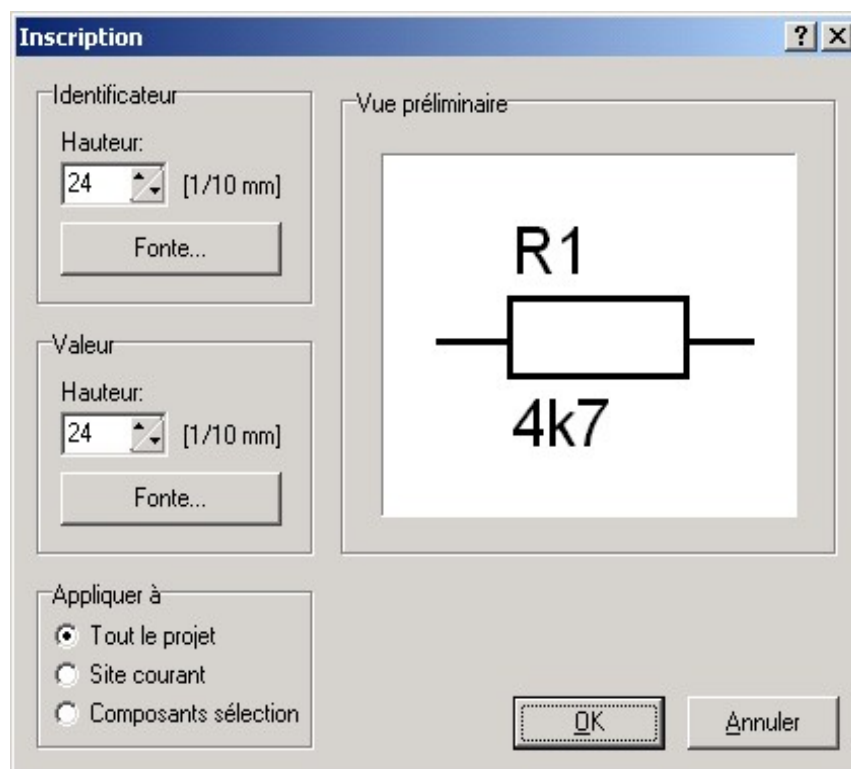 Inscription
Identificateur
Hauteur:
24 [1/10 mm]
Fonte...
Valeur
Hauteur:
24 [1/10 mm]
Fonte...
Appliquer à
Tout le projet
Site courant
Composants sélection
Vue préliminaire
R1
4k7
OK
Annuler